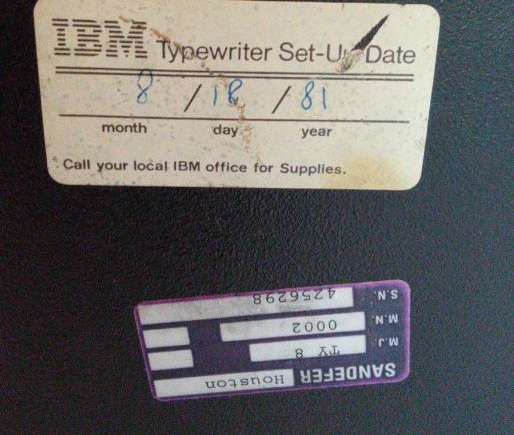 IBM Typewriter Set-Up Date
8 / 18 / 81
month day year
Call your local IBM office for Supplies.
SANDEFER Houston
M.J. TY 8
M.N. 0002
S.N. 4256298